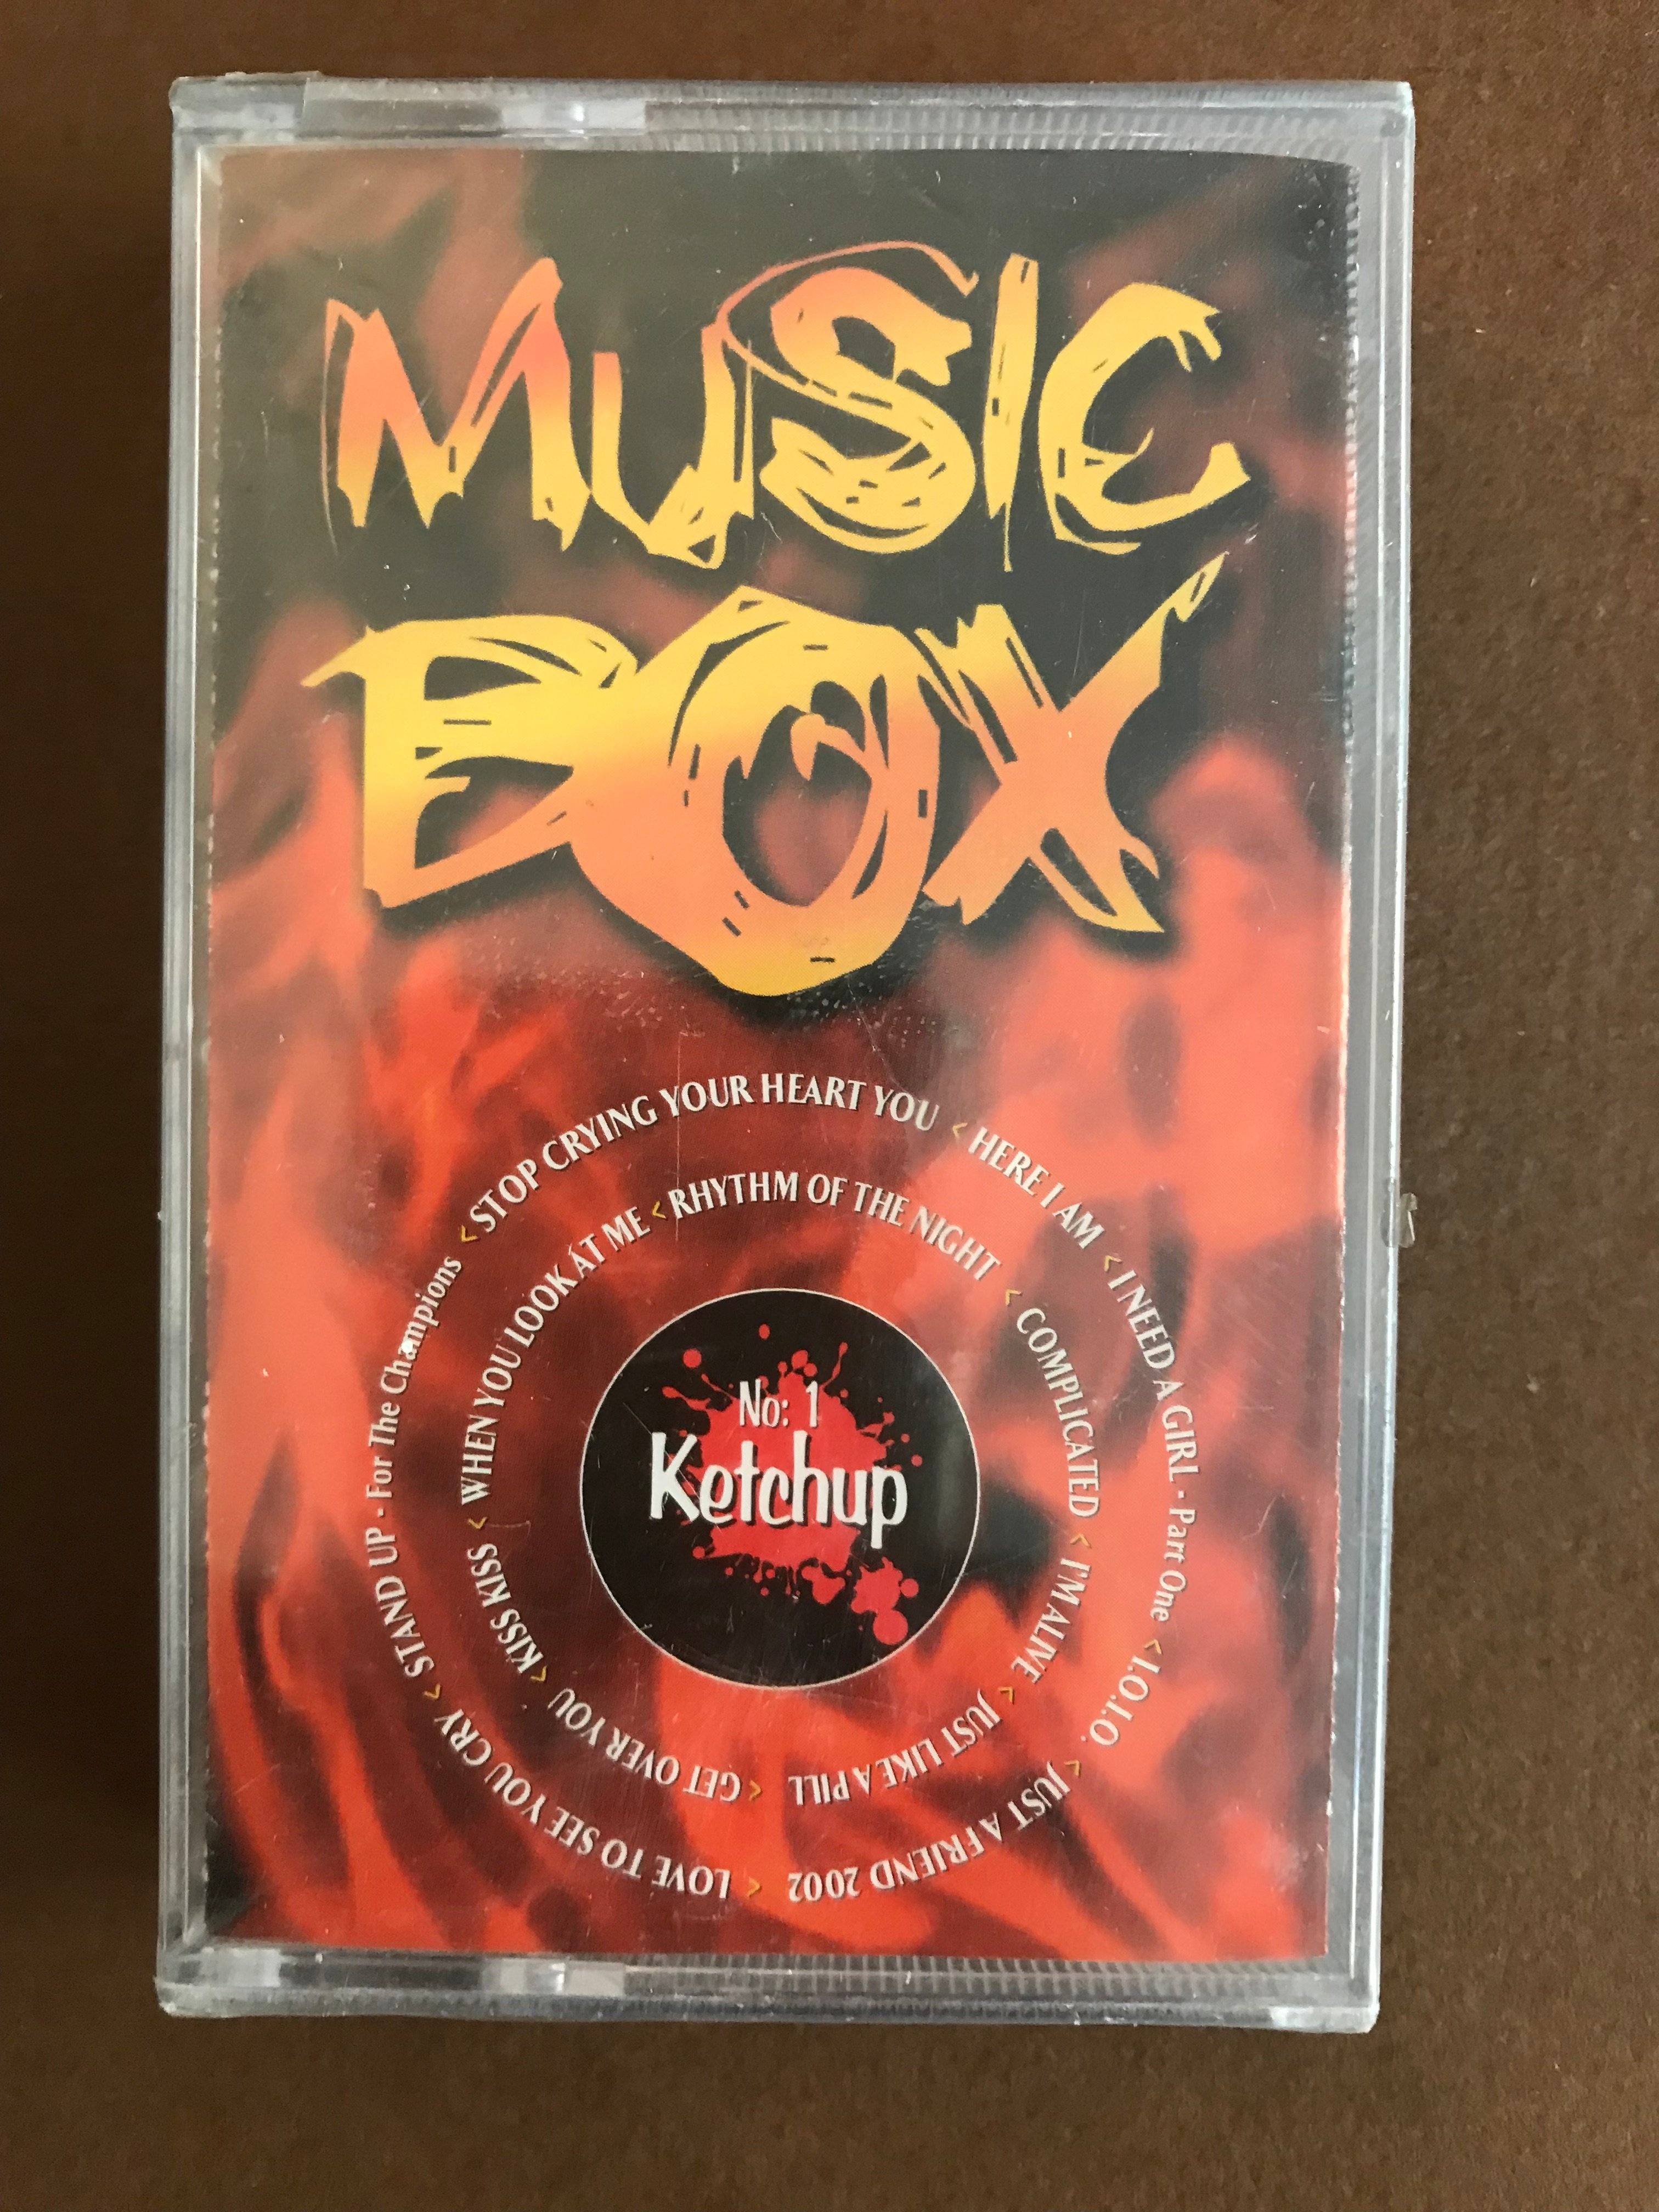 MUSIC
BOX
STAND UP - For The Champions < STOP CRYING YOUR HEART YOU < HERE I AM < I NEED A GIRL - Part One < I.O.I.O. < JUST A FRIEND 2002 < LOVE TO SEE YOU CRY <
WHEN YOU LOOK ÁT ME < RHYTHM OF THE NIGHT < COMPLICATED < I'M ALIVE < JUST LIKE A PILL < GET OVER YOU < KISS KISS <
No: 1
Ketchup